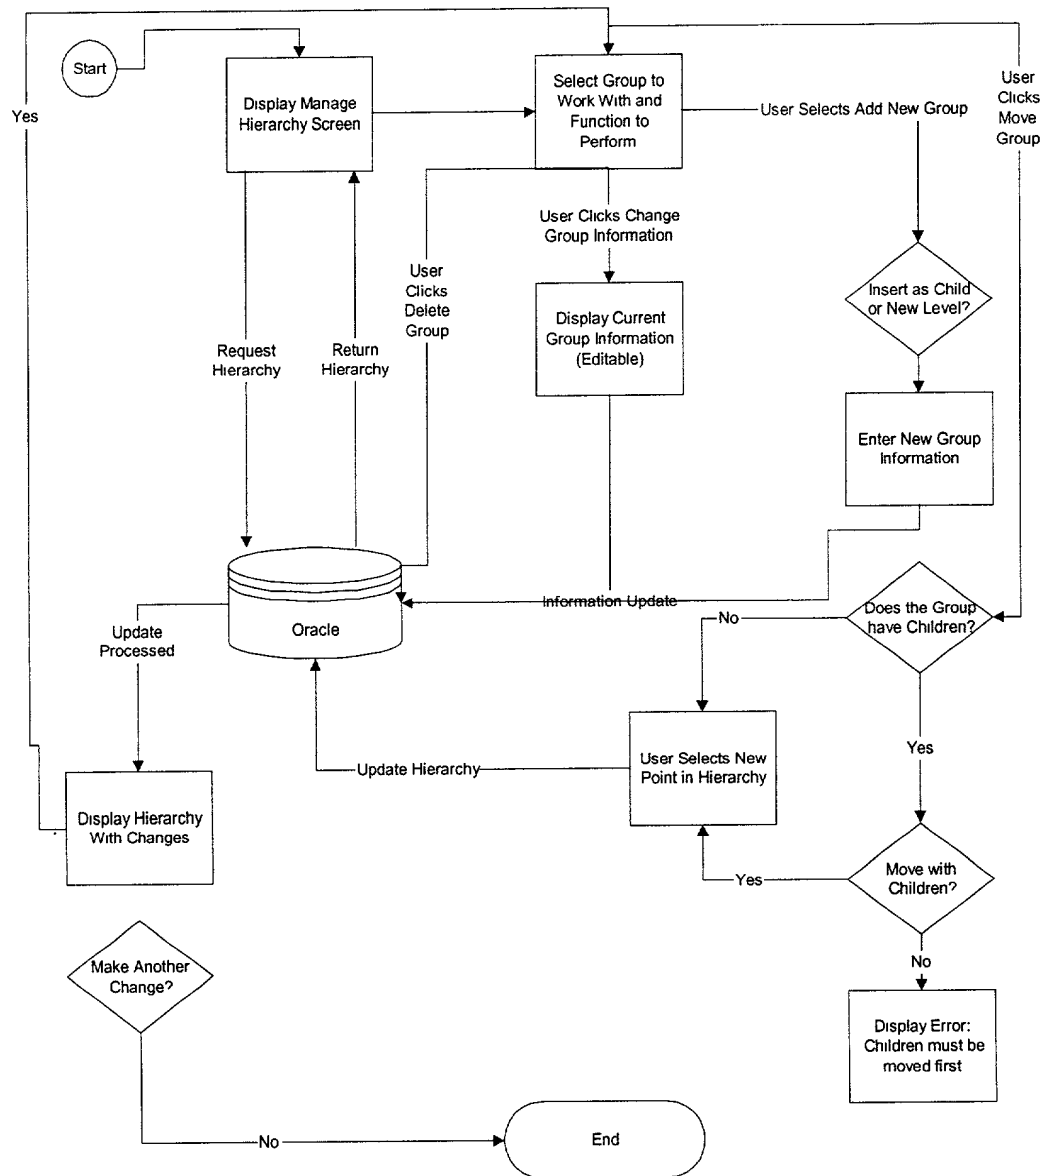 Start
Display Manage
Hierarchy Screen
Select Group to
Work With and
Function to
Perform
User Selects Add New Group
User
Clicks
Move
Group
Yes
User Clicks Change
Group Information
User
Clicks
Delete
Group
Insert as Child
or New Level?
Display Current
Group Information
(Editable)
Request
Hierarchy
Return
Hierarchy
Enter New Group
Information
Oracle
Information Update
Does the Group
have Children?
No
Update
Processed
Yes
User Selects New
Point in Hierarchy
Update Hierarchy
Display Hierarchy
With Changes
Move with
Children?
Yes
No
Make Another
Change?
Display Error:
Children must be
moved first
No
End